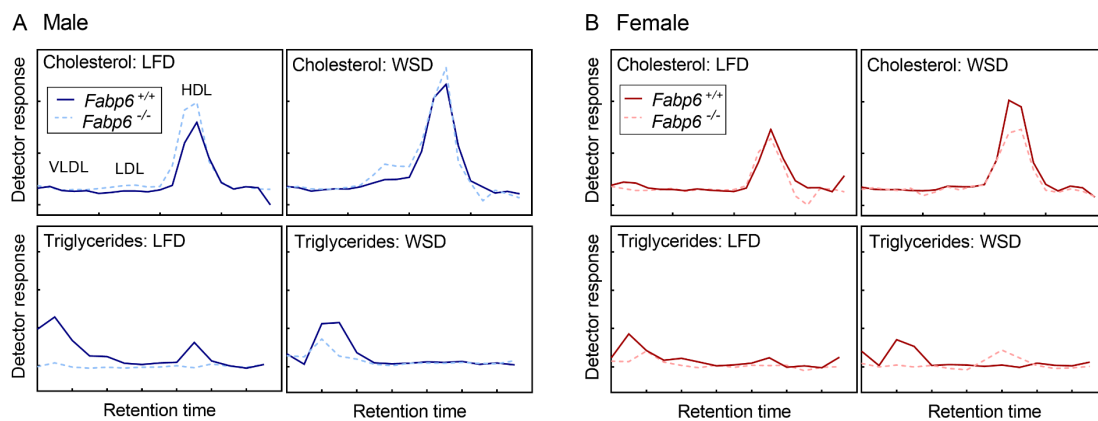 A Male
Cholesterol: LFD
Cholesterol: WSD
Detector response
Fabp6 +/+
Fabp6 -/-
HDL
VLDL
LDL
Triglycerides: LFD
Triglycerides: WSD
Detector response
Retention time
Retention time
B Female
Cholesterol: LFD
Cholesterol: WSD
Detector response
Fabp6 +/+
Fabp6 -/-
Triglycerides: LFD
Triglycerides: WSD
Detector response
Retention time
Retention time